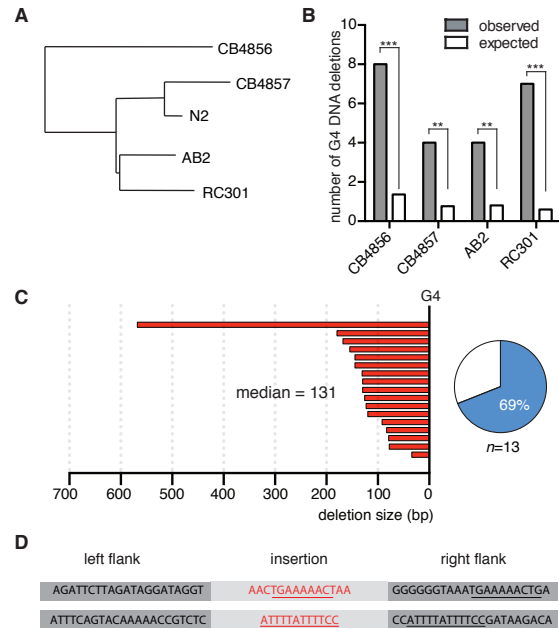 A
CB4856
CB4857
N2
AB2
RC301
B
observed
expected
number of G4 DNA deletions
10
8
6
4
2
0
***
**
**
***
CB4856
CB4857
AB2
RC301
C
G4
median = 131
69%
n=13
700 600 500 400 300 200 100 0
deletion size (bp)
D
left flank insertion right flank
AGATTCTTAGATAGGATAGGT AACTGAAAAACTAA GGGGGGTAAATGAAAAACTGA
ATTTCAGTACAAAAACCGTCTC ATTTTATTTTCC CCATTTTATTTTCCGATAAGACA